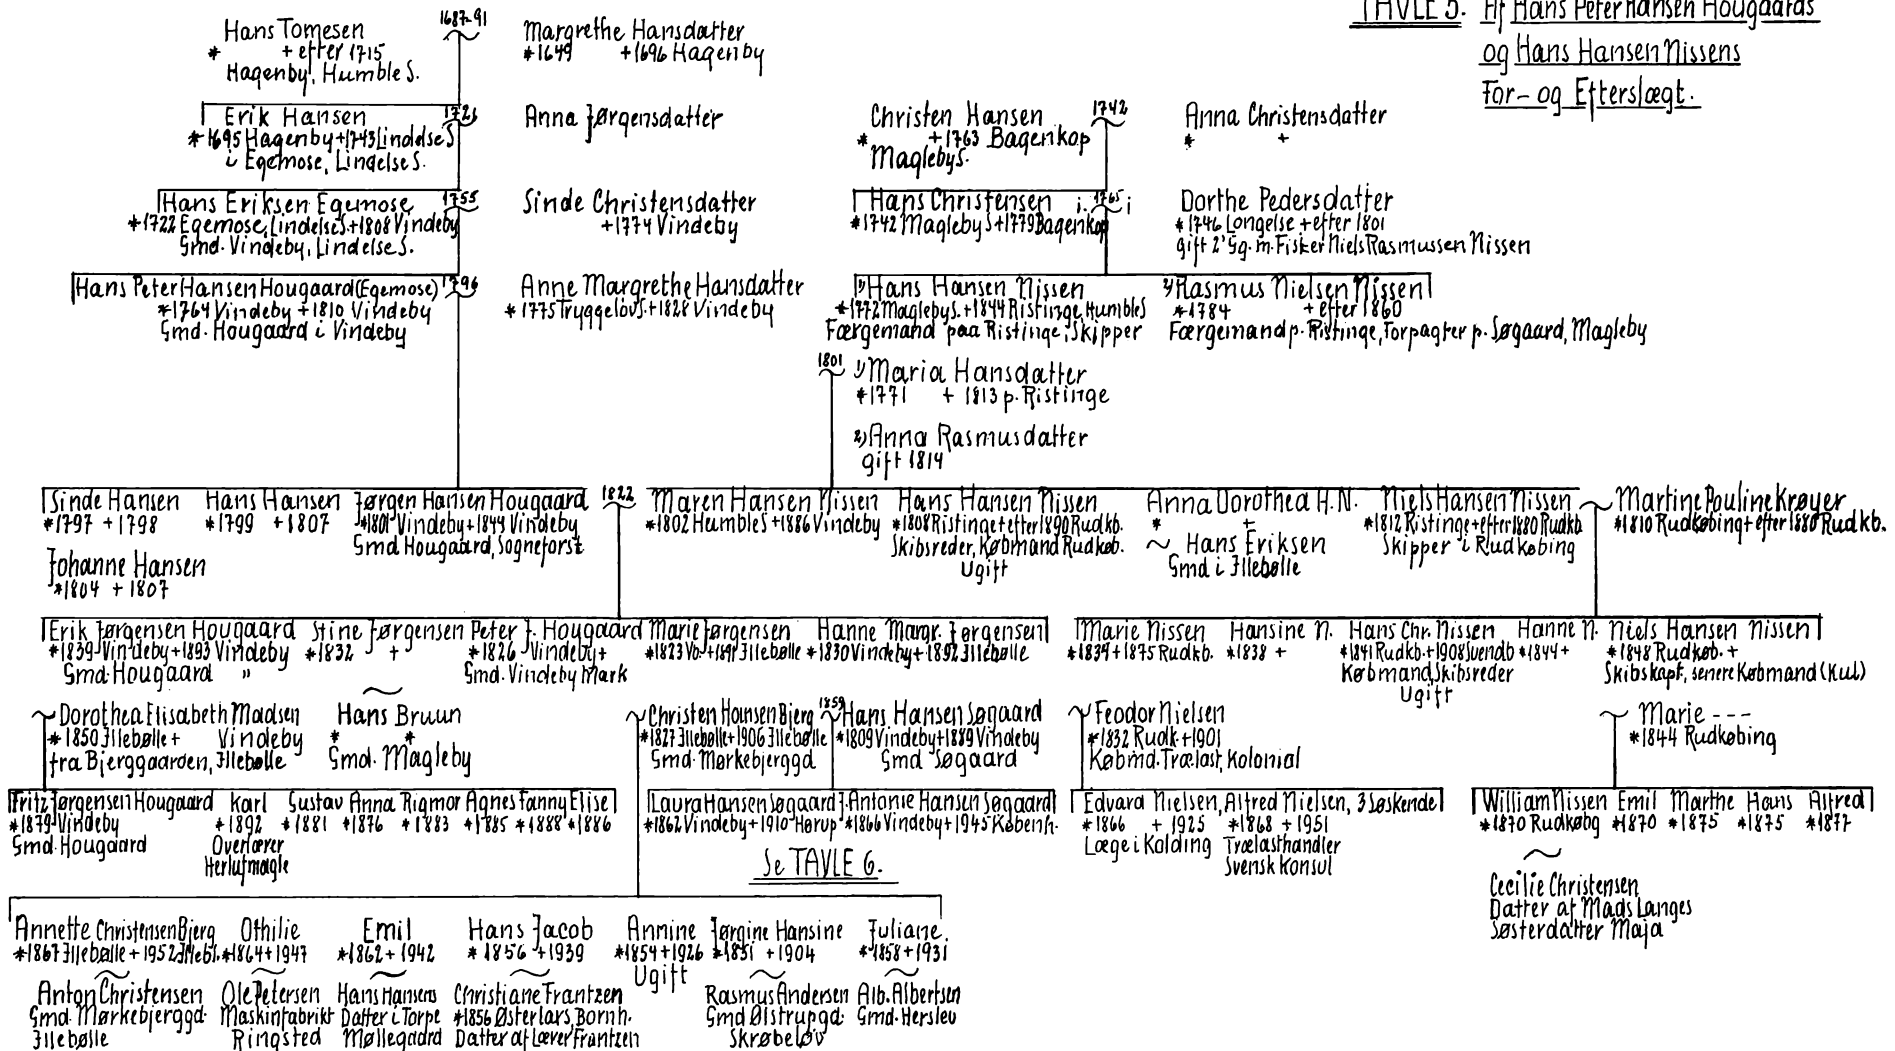 TAVLE 5. Af Hans Peter Hansen Hougaards
og Hans Hansen Nissens
For- og Efterslægt.
Hans Tomesen
* + efter 1715
Hagenby, Humble S.
1687-91
Margrethe Hansdatter
*1649 +1696 Hagenby
Erik Hansen
*1695 Hagenby +1743 Lindelse S
i Egemose, Lindelse S.
1721
Anna Jørgensdatter
Christen Hansen
* +1763 Bagenkop
Magleby S.
1742
Anna Christensdatter
* +
Hans Eriksen Egemose
*1722 Egemose, Lindelse S. +1808 Vindeby
Gmd. Vindeby, Lindelse S.
1755
Sinde Christensdatter
+1774 Vindeby
Hans Christensen
*1742 Magleby S +1779 Bagenkop
1765
Dorthe Pedersdatter
*1746 Longelse +efter 1801
gift 2' Gg. m. Fisker Niels Rasmussen Nissen
Hans Peter Hansen Hougaard (Egemose)
*1764 Vindeby +1810 Vindeby
Gmd. Hougaard i Vindeby
1796
Anne Margrethe Hansdatter
*1775 Tryggeløv S. +1828 Vindeby
1) Hans Hansen Nissen
*1772 Magleby S. +1844 Ristinge, Humble S
Færgemand paa Ristinge, Skipper
2) Rasmus Nielsen Nissen
*1784 +efter 1860
Færgemand p. Ristinge, Forpagter p. Søgaard, Magleby
1801
1) Maria Hansdatter
*1771 + 1813 p. Ristinge
2) Anna Rasmusdatter
gift 1814
Sinde Hansen
*1797 +1798
Johanne Hansen
*1804 +1807
Hans Hansen
*1799 +1807
Jørgen Hansen Hougaard
*1801 Vindeby +1844 Vindeby
Gmd Hougaard, Sogneforst.
1822
Maren Hansen Nissen
*1802 Humble S +1886 Vindeby
Hans Hansen Nissen
*1808 Ristinge +efter 1890 Rudkb.
Skibsreder, Købmand Rudkøb.
Ugift
Anna Dorothea H.N.
* +
~ Hans Eriksen
Gmd i Illebølle
Niels Hansen Nissen
*1812 Ristinge +efter 1880 Rudkb
Skipper i Rudkøbing
Martine Pouline Krøyer
*1810 Rudkøbing + efter 1880 Rudkb.
Erik Jørgensen Hougaard
*1839 Vindeby +1893 Vindeby
Gmd. Hougaard "
Stine Jørgensen
*1832 +
Peter J. Hougaard
*1826 Vindeby +
Gmd. Vindeby Mark
Marie Jørgensen
*1823 Vb. +1891 Illebølle
Hanne Margr. Jørgensen
*1830 Vindeby +1892 Illebølle
Marie Nissen
*1834 +1875 Rudkb.
Hansine N.
*1838 +
Hans Chr. Nissen
*1841 Rudkb. +1908 Svendb
Købmand, Skibsreder
Ugift
Hanne N.
*1844 +
Niels Hansen Nissen
*1848 Rudkøb. +
Skibskapt, senere Købmand (Kul)
~ Dorothea Elisabeth Madsen
*1850 Illebølle + Vindeby
fra Bjerggaarden, Illebølle
~
Hans Bruun
* *
Gmd. Magleby
~ Christen Hansen Bjerg
*1827 Illebølle +1906 Illebølle
Gmd. Mørkebjerggd
1859
~ Hans Hansen Søgaard
*1809 Vindeby +1889 Vindeby
Gmd Søgaard
~ Feodor Nielsen
*1832 Rudk +1901
Købmd. Trælast, Kolonial
~ Marie ---
*1844 Rudkøbing
Fritz Jørgensen Hougaard
*1879 Vindeby
Gmd. Hougaard
Karl
*1892
Overlærer
Herlufmagle
Gustav
*1881
Anna
*1876
Rigmor
*1883
Agnes
*1885
Fanny
*1888
Elise
*1886
Laura Hansen Søgaard
*1862 Vindeby +1910 Hørup
J. Antonie Hansen Søgaard
*1866 Vindeby +1945 Københ.
Se TAVLE 6.
Edvard Nielsen,
*1866 +1925
Læge i Kolding
Alfred Nielsen,
*1868 +1951
Trælasthandler
Svensk Konsul
3 Søskende
William Nissen
*1870 Rudkøbg
Emil
*1870
Marthe
*1875
Hans
*1875
Alfred
*1877
~
Cecilie Christensen
Datter af Mads Langes
Søsterdatter Maja
Annette Christensen Bjerg
*1867 Illebølle +1952 Illebl.
~
Anton Christensen
Gmd. Mørkebjerggd.
Illebølle
Othilie
*1864 +1947
~
Ole Petersen
Maskinfabrikt
Ringsted
Emil
*1862 +1942
~
Hans Hansens
Datter i Torpe
Møllegaard
Hans Jacob
*1856 +1939
~
Christiane Frantzen
*1856 Østerlars, Bornh.
Datter af Lærer Frantzen
Annine
*1854 +1926
Ugift
Jørgine Hansine
*1851 +1904
~
Rasmus Andersen
Gmd Ølstrupgd.
Skrøbeløv
Juliane
*1858 +1931
~
Alb. Albertsen
Gmd. Herslev